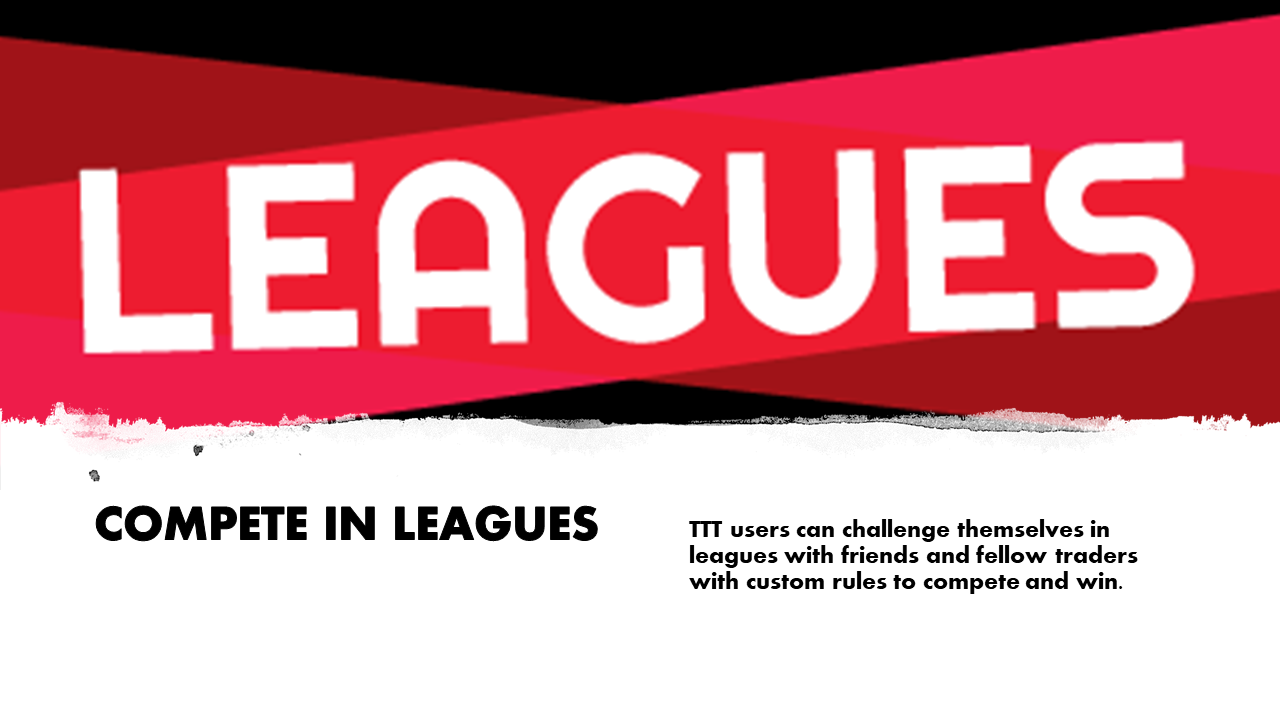 LEAGUES
COMPETE IN LEAGUES
TTT users can challenge themselves in
leagues with friends and fellow traders
with custom rules to compete and win.